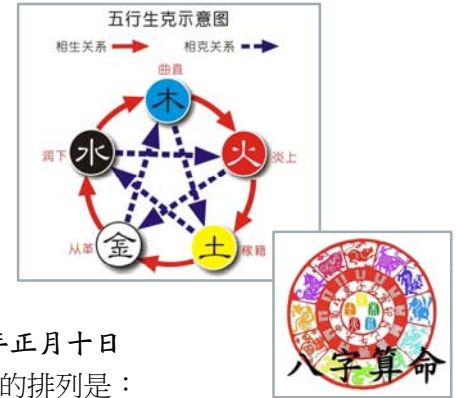 五行生克示意图
相生关系 相克关系
曲直
木
润下 水 火 炎上
从革 金 土 稼穑
八字算命
正月十日
的排列是：